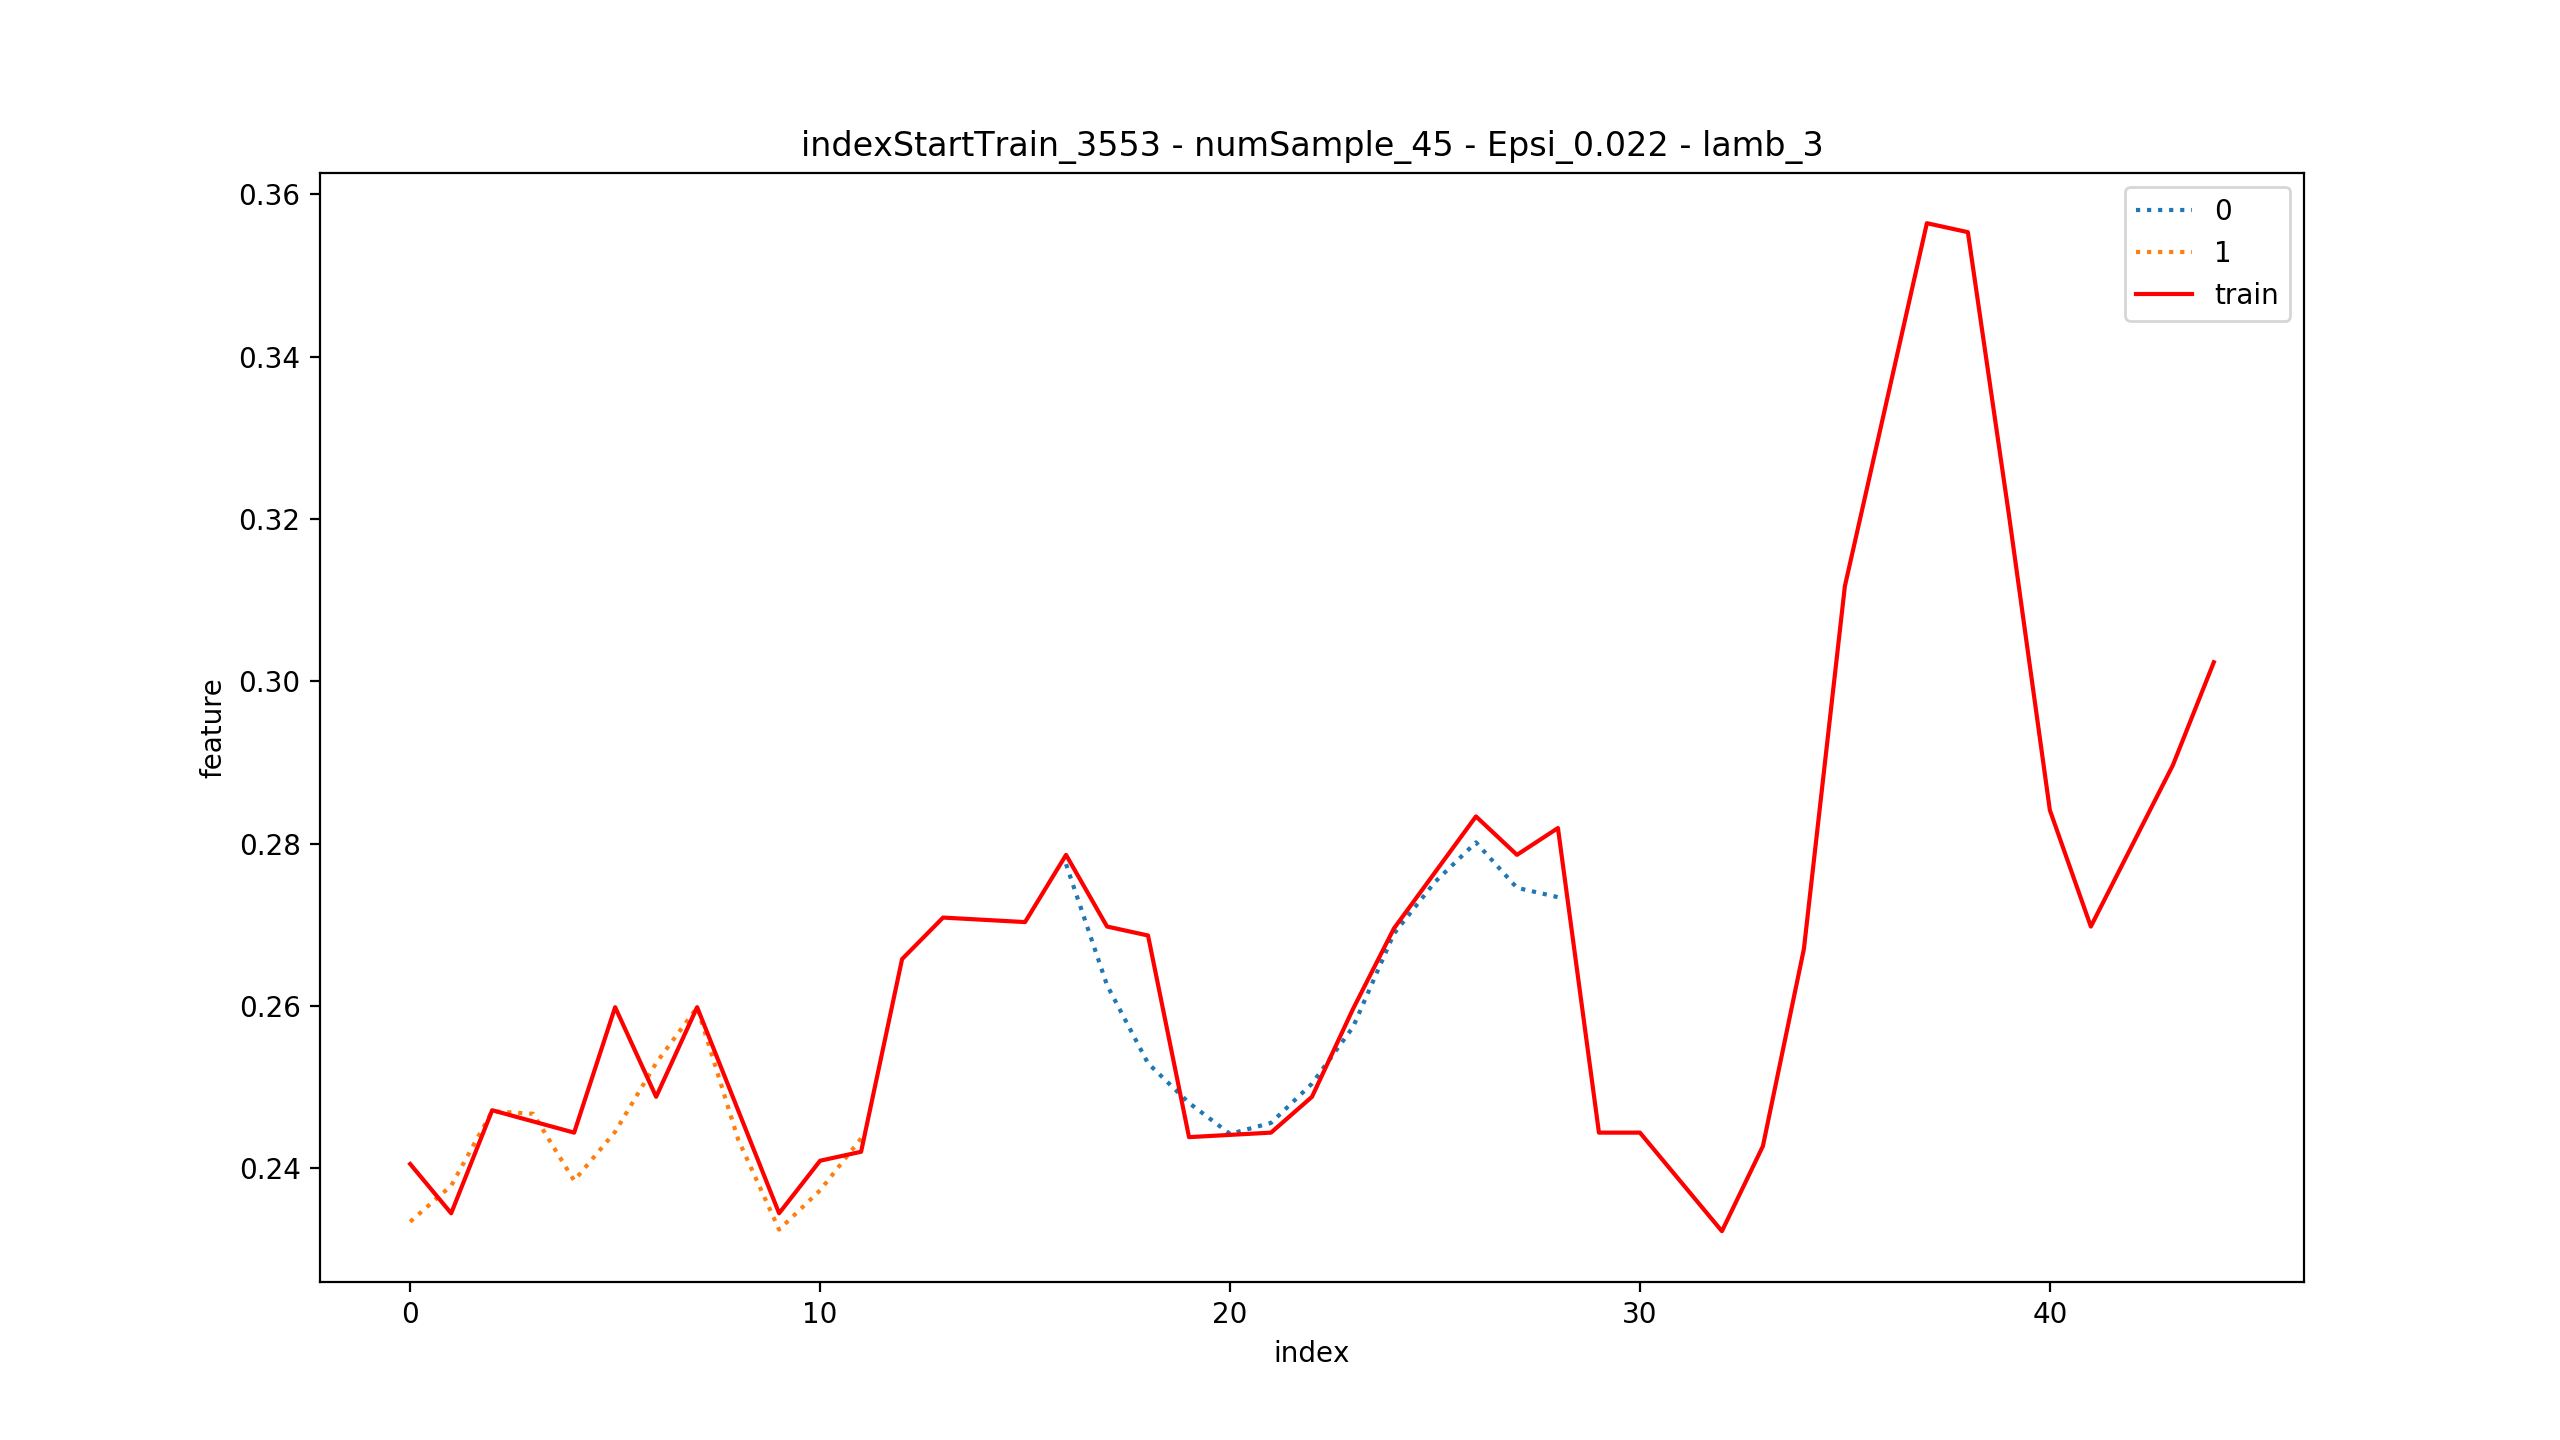 indexStartTrain_3553 - numSample_45 - Epsi_0.022 - lamb_3
0
1
train
0.36
0.34
0.32
0.30
0.28
0.26
0.24
feature
0 10 20 30 40
index